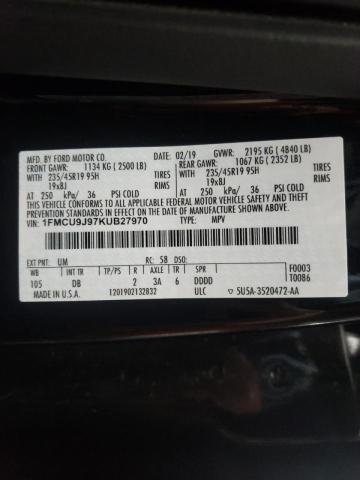 MFD. BY FORD MOTOR CO. DATE: 02/19 GVWR: 2195 KG ( 4840 LB)
FRONT GAWR: 1134 KG ( 2500 LB) REAR GAWR: 1067 KG ( 2352 LB)
WITH 235/45R19 95H TIRES WITH 235/45R19 95H TIRES
19x8J RIMS 19x8J RIMS
AT 250 kPa/ 36 PSI COLD AT 250 kPa/ 36 PSI COLD
THIS VEHICLE CONFORMS TO ALL APPLICABLE FEDERAL MOTOR VEHICLE SAFETY AND THEFT PREVENTION STANDARDS IN EFFECT ON THE DATE OF MANUFACTURE SHOWN ABOVE.
VIN: 1FMCU9J97KUB27970 TYPE: MPV
EXT PNT: UM RC: 58 DSO: F0003
WB BRK INT TR TP/PS R AXLE TR SPR T0086
105 DB 2 3A 6 DDDD
U.S.A. 1201902132832 ULC 5U5A-3520472-AA